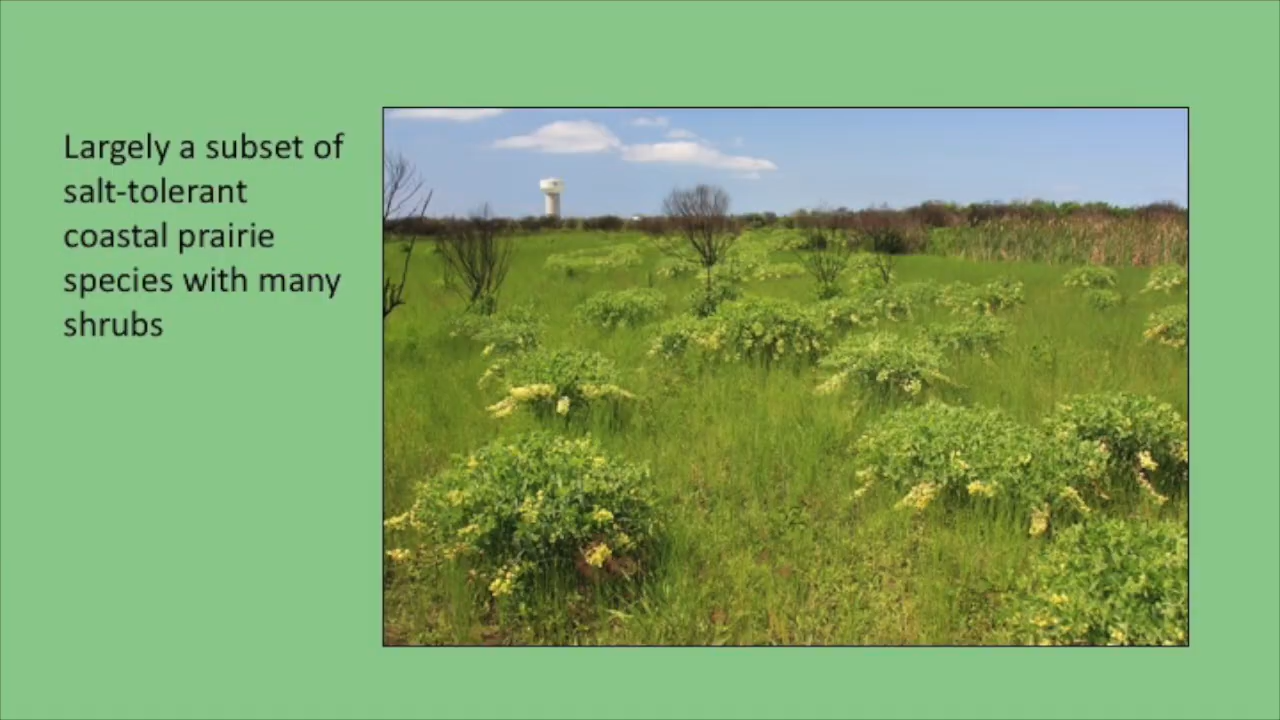 Largely a subset of
salt-tolerant
coastal prairie
species with many
shrubs